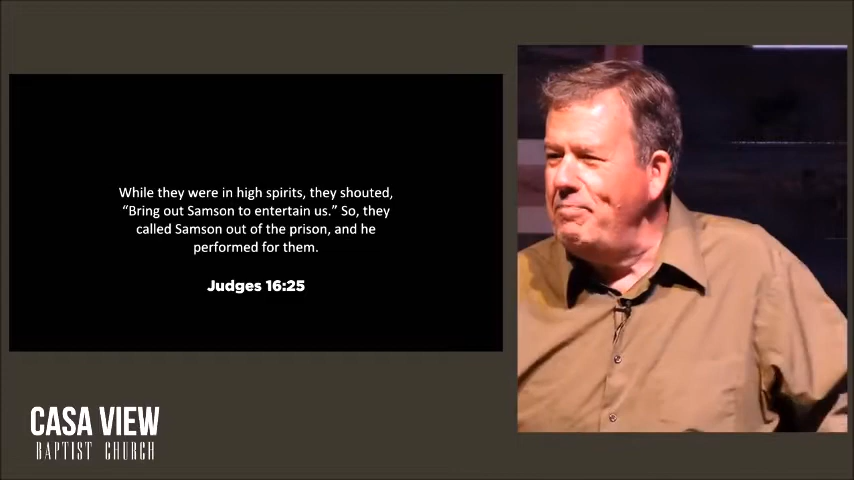 While they were in high spirits, they shouted,
“Bring out Samson to entertain us.” So, they
called Samson out of the prison, and he
performed for them.
Judges 16:25
CASA VIEW
BAPTIST CHURCH